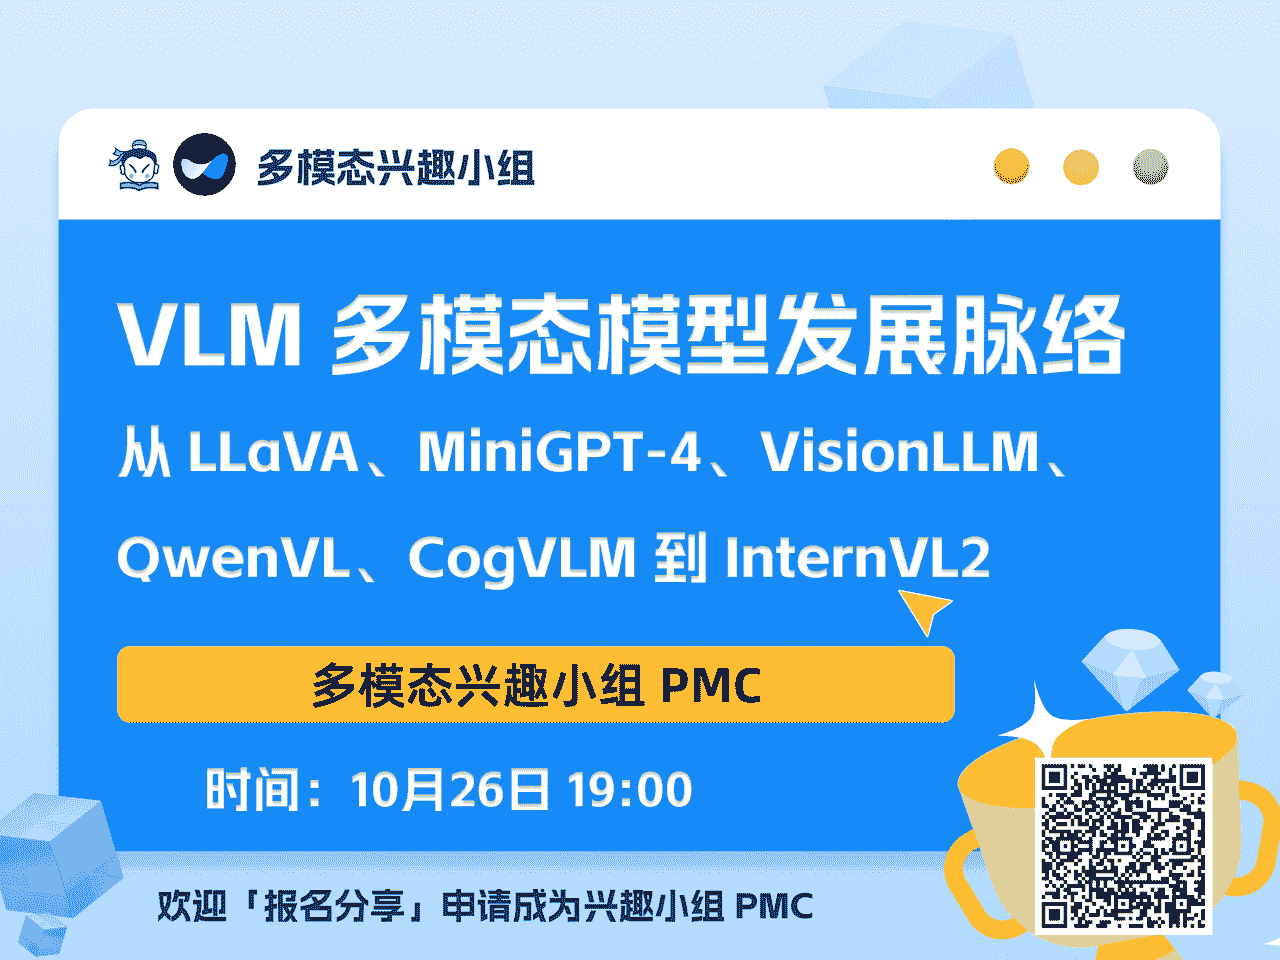 多模态兴趣小组
VLM 多模态模型发展脉络
从 LLaVA、MiniGPT-4、VisionLLM、
QwenVL、CogVLM 到 InternVL2
多模态兴趣小组 PMC
时间：10月26日 19:00
欢迎「报名分享」申请成为兴趣小组 PMC